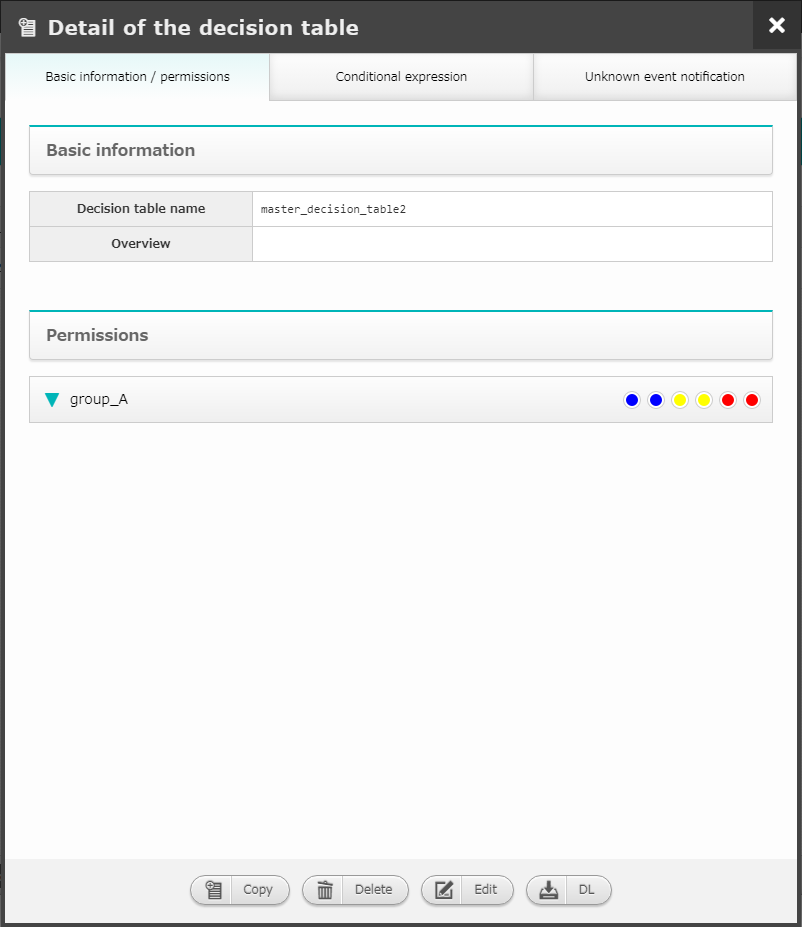 Detail of the decision table
Basic information / permissions
Conditional expression
Unknown event notification
Basic information
Decision table name
master_decision_table2
Overview
Permissions
group_A
Copy
Delete
Edit
DL